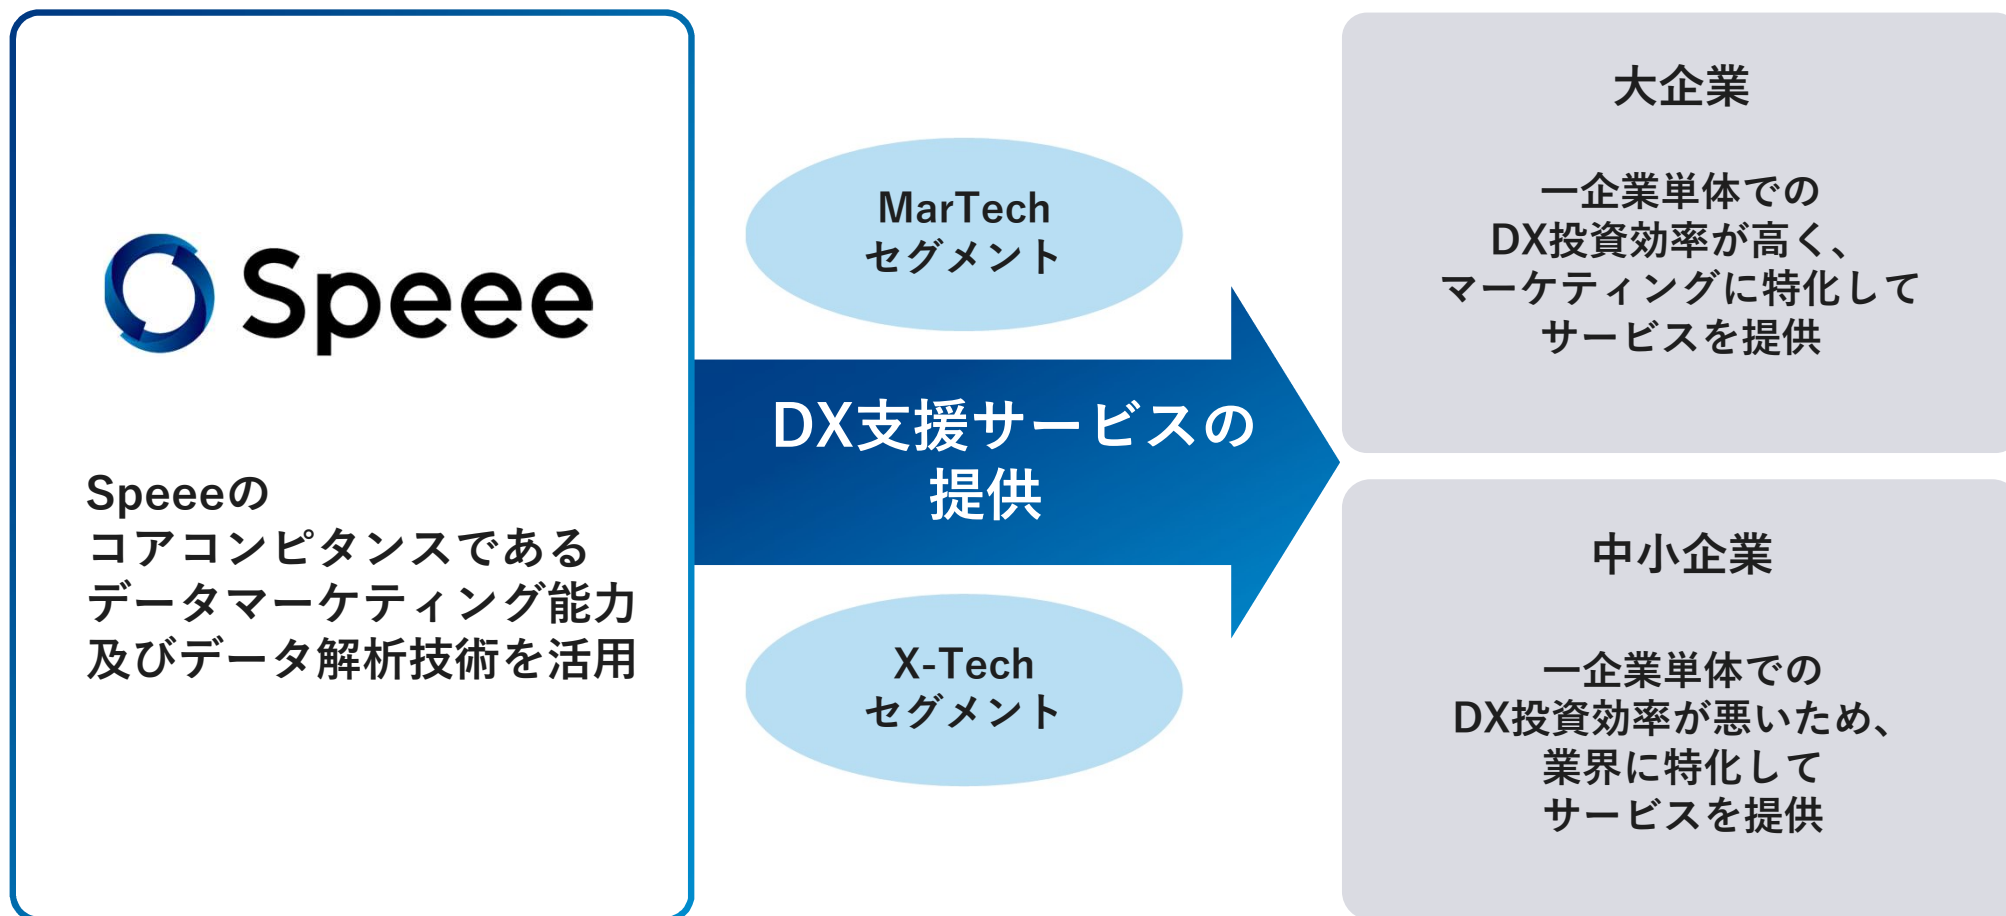 Speee
Speeeの
コアコンピタンスである
データマーケティング能力
及びデータ解析技術を活用
MarTech
セグメント
DX支援サービスの
提供
X-Tech
セグメント
大企業
一企業単体での
DX投資効率が高く、
マーケティングに特化して
サービスを提供
中小企業
一企業単体での
DX投資効率が悪いため、
業界に特化して
サービスを提供